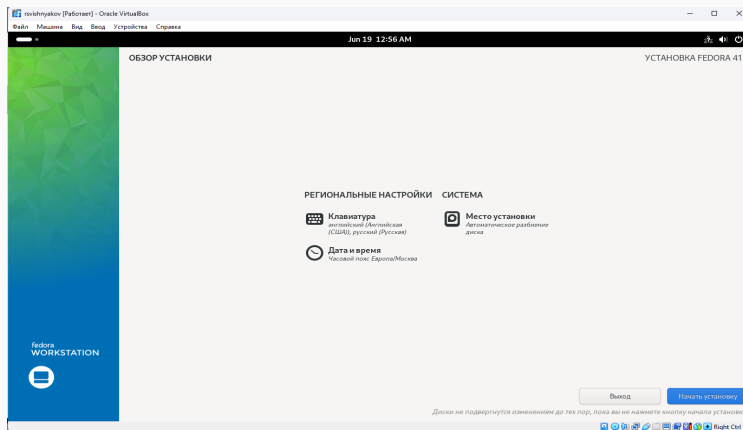 rsvishnyakov [Работает] - Oracle VirtualBox
Файл Машина Вид Ввод Устройства Справка
Jun 19 12:56 AM
ОБЗОР УСТАНОВКИ
УСТАНОВКА FEDORA 41
РЕГИОНАЛЬНЫЕ НАСТРОЙКИ
СИСТЕМА
Клавиатура
английский (Английская
(США)), русский (Русская)
Место установки
Автоматическое разбиение
диска
Дата и время
Часовой пояс Европа/Москва
fedora
WORKSTATION
Выход
Начать установку
Диски не подвергнутся изменениям до тех пор, пока вы не нажмете кнопку начала установк
Right Ctrl